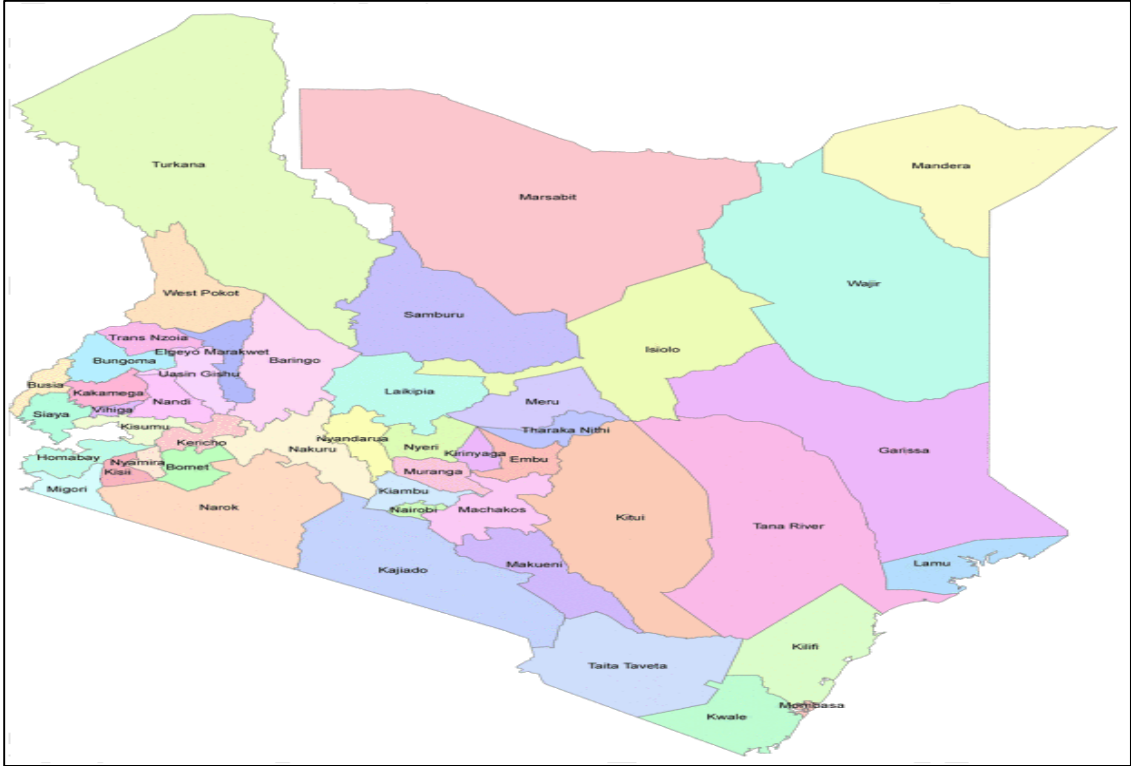 Turkana
Mandera
Marsabit
Wajir
West Pokot
Samburu
Trans Nzoia
Isiolo
Elgeyo Marakwet
Bungoma
Baringo
Uasin Gishu
Busia
Kakamega
Laikipia
Nandi
Meru
Vihiga
Siaya
Kisumu
Tharaka Nithi
Nyandarua
Kericho
Nyeri
Nakuru
Garissa
Kirinyaga
Homabay
Embu
Nyamira
Bomet
Kisii
Muranga
Migori
Kiambu
Narok
Nairobi
Machakos
Kitui
Tana River
Lamu
Makueni
Kajiado
Kilifi
Taita Taveta
Mombasa
Kwale